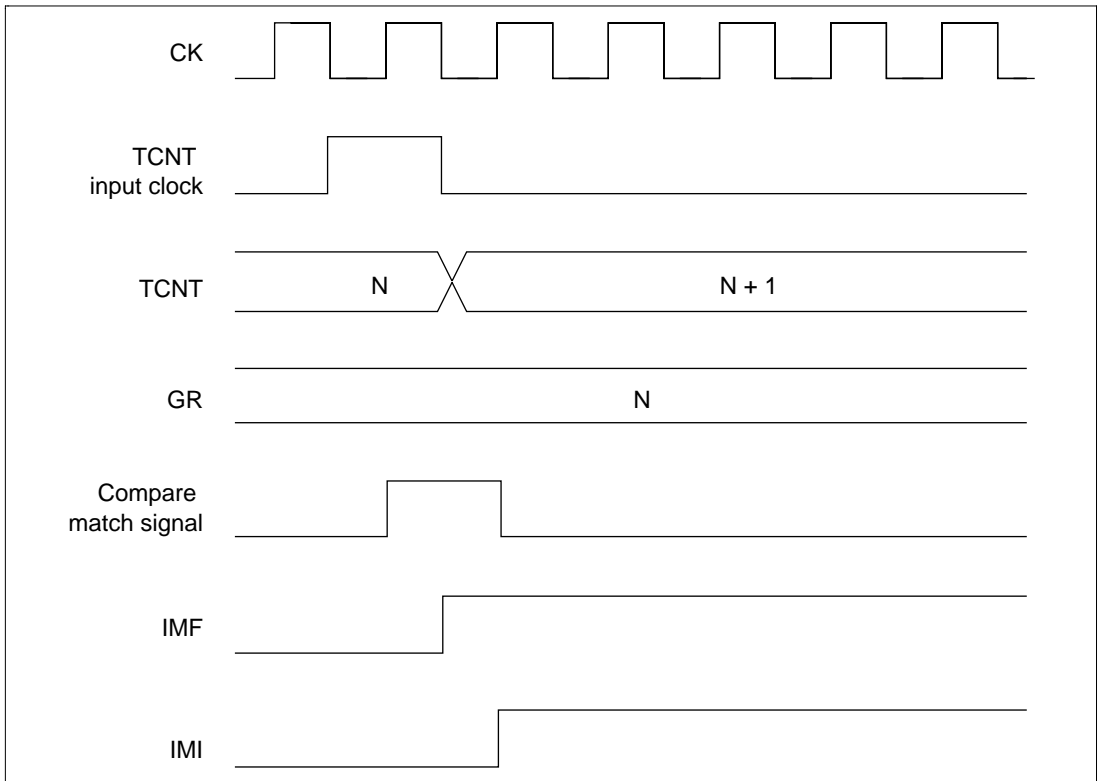 CK
TCNT
input clock
TCNT
N
N + 1
GR
N
Compare
match signal
IMF
IMI